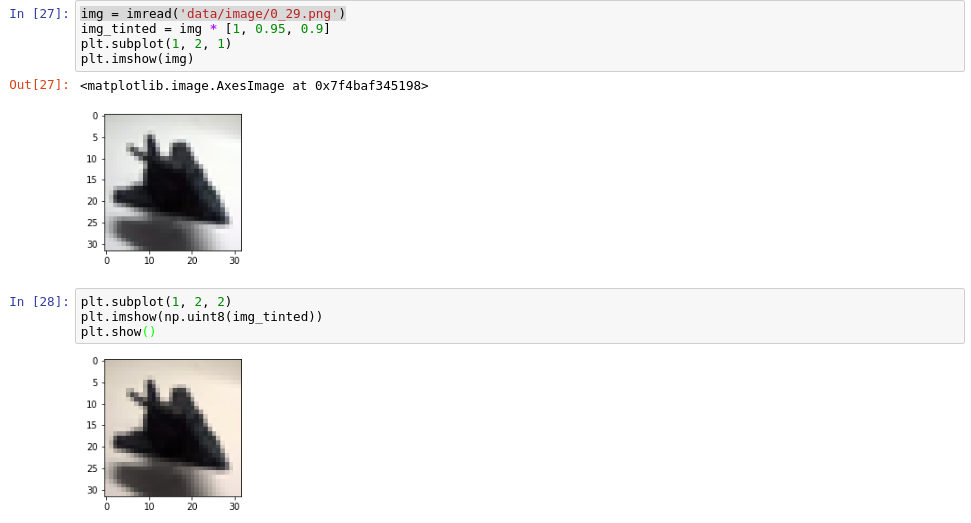 In [27]: img = imread('data/image/0_29.png')
img_tinted = img * [1, 0.95, 0.9]
plt.subplot(1, 2, 1)
plt.imshow(img)
Out[27]: <matplotlib.image.AxesImage at 0x7f4baf345198>
0
5
10
15
20
25
30
0 10 20 30
In [28]: plt.subplot(1, 2, 2)
plt.imshow(np.uint8(img_tinted))
plt.show()
0
5
10
15
20
25
30
0 10 20 30